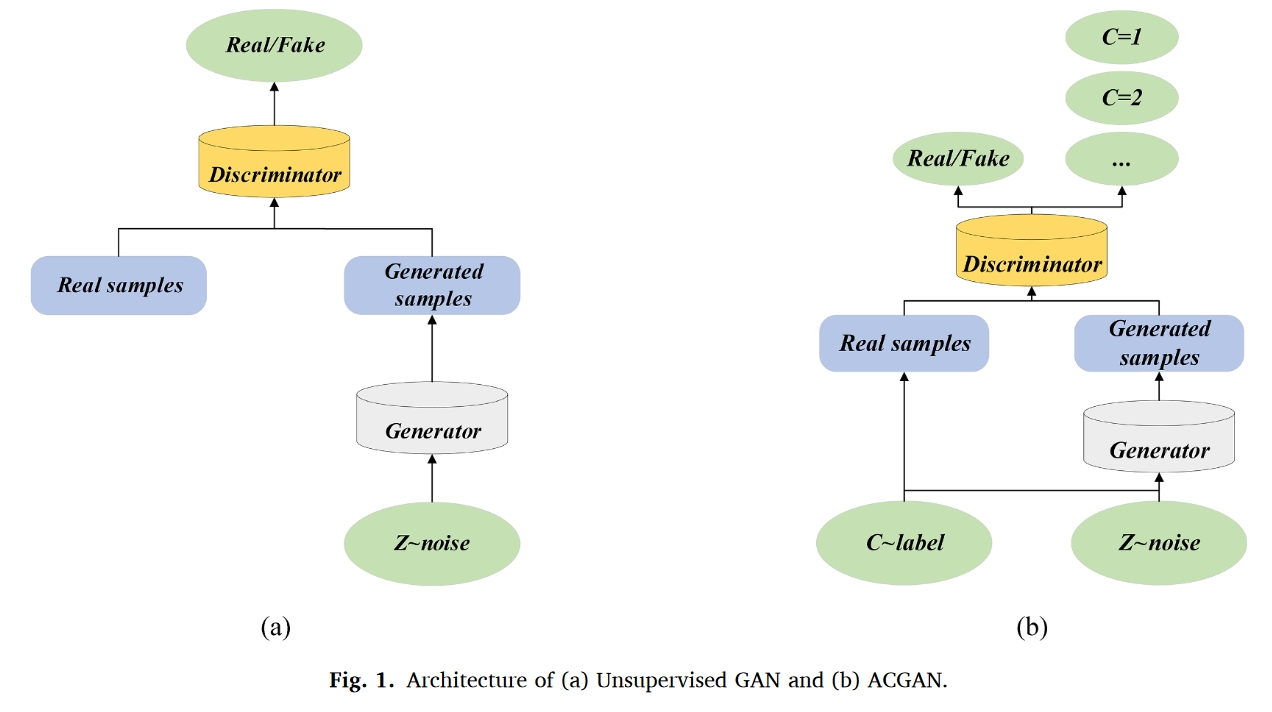 Real/Fake
Discriminator
Real samples
Generated
samples
Generator
Z~noise
(a)
C=1
C=2
Real/Fake
...
Discriminator
Real samples
Generated
samples
Generator
C~label
Z~noise
(b)
Fig. 1. Architecture of (a) Unsupervised GAN and (b) ACGAN.